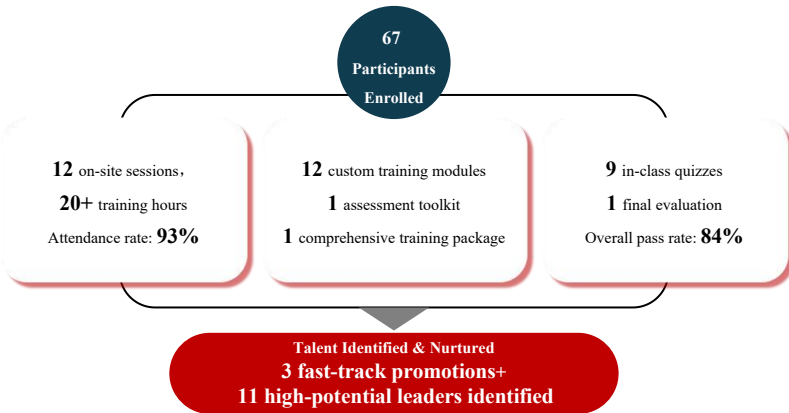 67
Participants
Enrolled
12 on-site sessions，
20+ training hours
Attendance rate: 93%
12 custom training modules
1 assessment toolkit
1 comprehensive training package
9 in-class quizzes
1 final evaluation
Overall pass rate: 84%
Talent Identified & Nurtured
3 fast-track promotions+
11 high-potential leaders identified